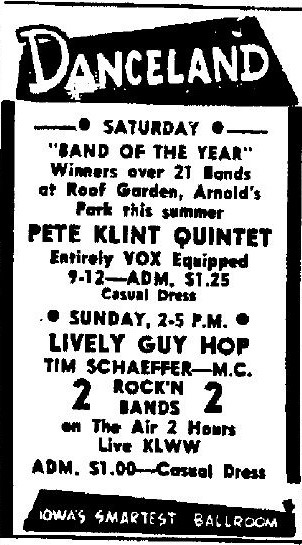 DANCELAND
SATURDAY
"BAND OF THE YEAR"
Winners over 21 Bands
at Roof Garden, Arnold's
Park this summer
PETE KLINT QUINTET
Entirely VOX Equipped
9-12—ADM. $1.25
Casual Dress
• SUNDAY, 2-5 P.M. •
LIVELY GUY HOP
TIM SCHAEFFER—M.C.
2 ROCK'N BANDS 2
on The Air 2 Hours
Live KLWW
ADM. $1.00—Casual Dress
IOWA'S SMARTEST BALLROOM